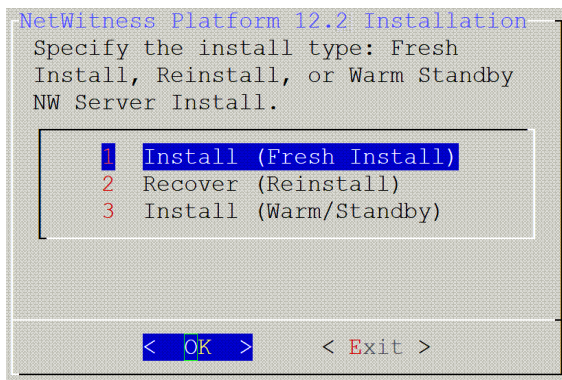 NetWitness Platform 12.2 Installation
Specify the install type: Fresh
Install, Reinstall, or Warm Standby
NW Server Install.
1 Install (Fresh Install)
2 Recover (Reinstall)
3 Install (Warm/Standby)
< OK > < Exit >